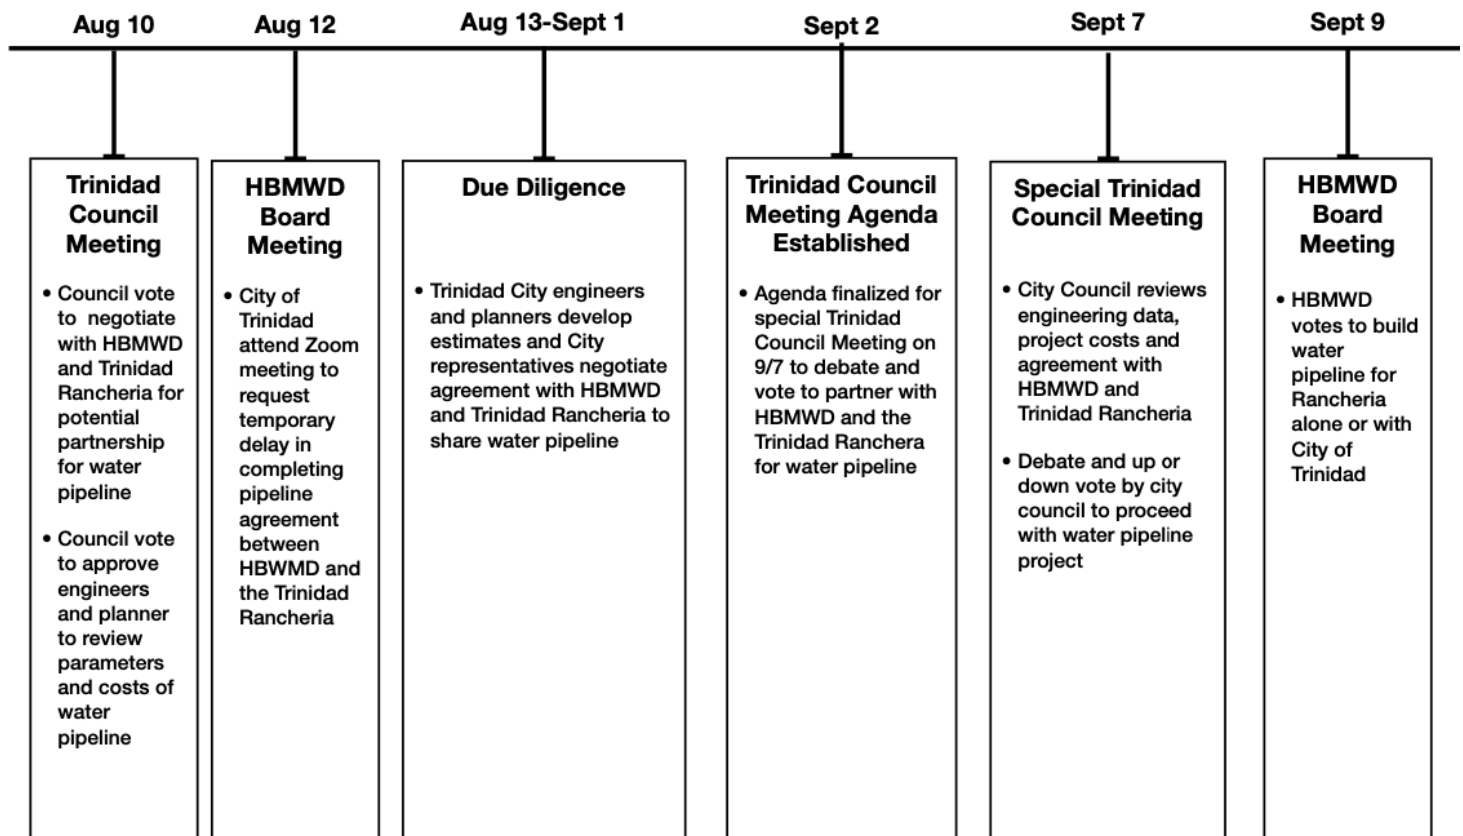 Aug 10
Aug 12
Aug 13-Sept 1
Sept 2
Sept 7
Sept 9
Trinidad
Council
Meeting
• Council vote
to negotiate
with HBMWD
and Trinidad
Rancheria for
potential
partnership
for water
pipeline
• Council vote
to approve
engineers
and planner
to review
parameters
and costs of
water
pipeline
HBMWD
Board
Meeting
• City of
Trinidad
attend Zoom
meeting to
request
temporary
delay in
completing
pipeline
agreement
between
HBWMD and
the Trinidad
Rancheria
Due Diligence
• Trinidad City engineers
and planners develop
estimates and City
representatives negotiate
agreement with HBMWD
and Trinidad Rancheria to
share water pipeline
Trinidad Council
Meeting Agenda
Established
• Agenda finalized for
special Trinidad
Council Meeting on
9/7 to debate and
vote to partner with
HBMWD and the
Trinidad Ranchera
for water pipeline
Special Trinidad
Council Meeting
• City Council reviews
engineering data,
project costs and
agreement with
HBMWD and
Trinidad Rancheria
• Debate and up or
down vote by city
council to proceed
with water pipeline
project
HBMWD
Board
Meeting
• HBMWD
votes to build
water
pipeline for
Rancheria
alone or with
City of
Trinidad